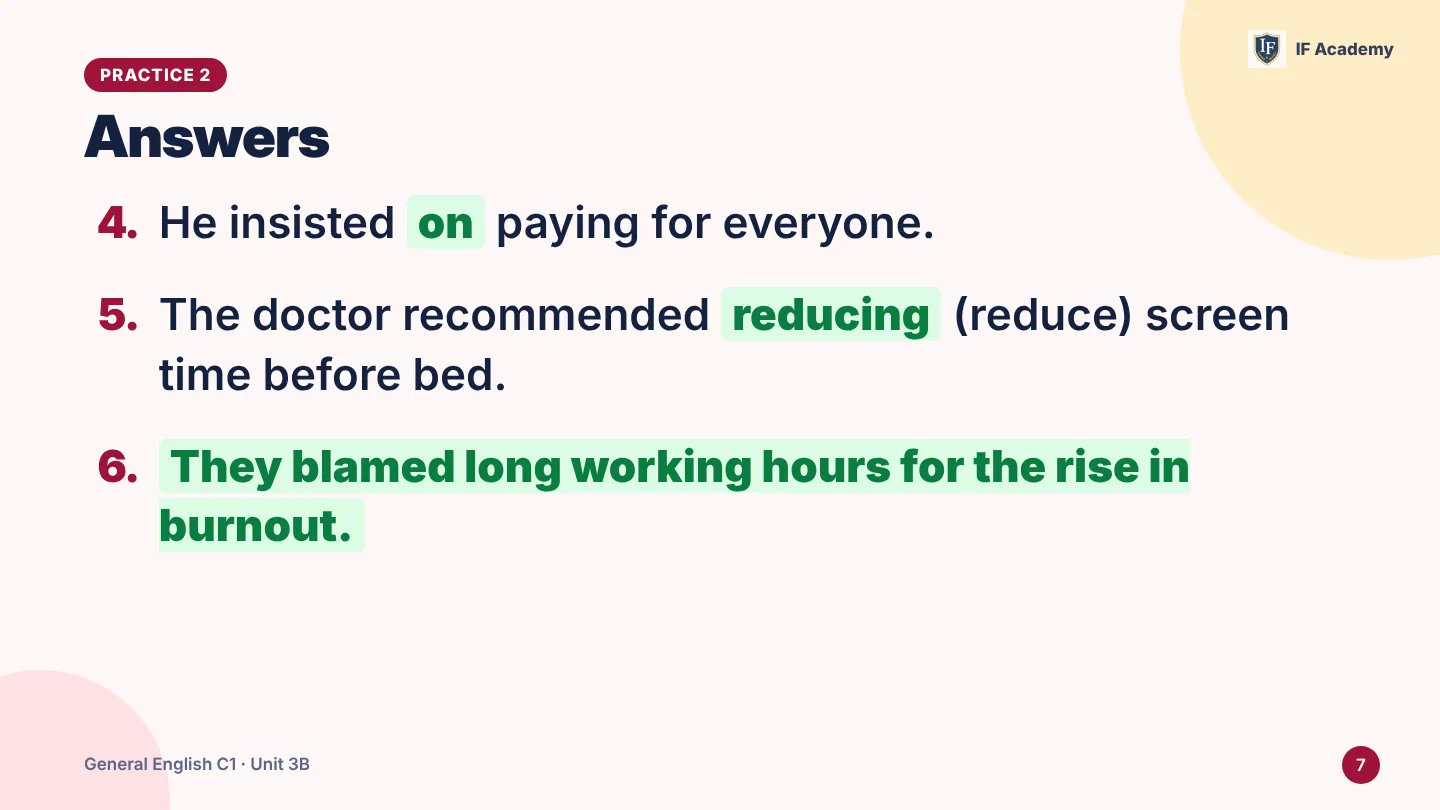 PRACTICE 2
IF IF Academy
Answers
4. He insisted on paying for everyone.
5. The doctor recommended reducing (reduce) screen
time before bed.
6. They blamed long working hours for the rise in
burnout.
General English C1 · Unit 3B
7